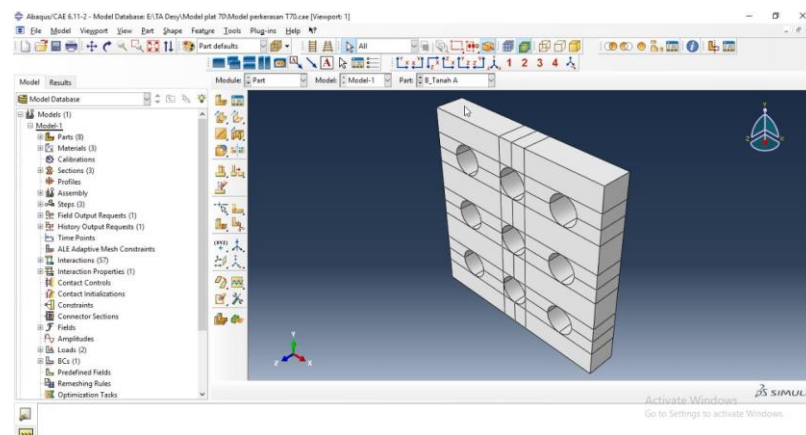 Abaqus/CAE 6.11-2 - Model Database: E:\TA Desy\Model plat 70\Model perkerasan T70.cae [Viewport: 1]
File Model Viewport View Part Shape Feature Tools Plug-ins Help
Part defaults All
1 2 3 4
Model Results Module: Part Model: Model-1 Part: B_Tanah A
Model Database
Models (1)
Model-1
Parts (8)
Materials (3)
Calibrations
Sections (3)
Profiles
Assembly
Steps (3)
Field Output Requests (1)
History Output Requests (1)
Time Points
ALE Adaptive Mesh Constraints
Interactions (57)
Interaction Properties (1)
Contact Controls
Contact Initializations
Constraints
Connector Sections
Fields
Amplitudes
Loads (2)
BCs (1)
Predefined Fields
Remeshing Rules
Optimization Tasks
Y
Z X
SIMUL
Activate Windows
Go to Settings to activate Windows.